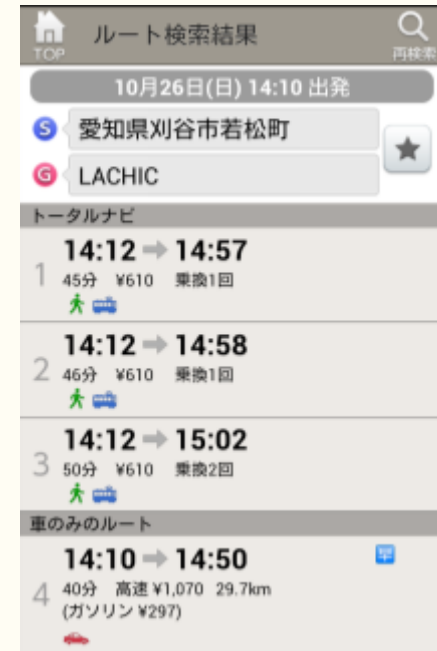 ルート検索結果
TOP
再検索
10月26日(日) 14:10 出発
S 愛知県刈谷市若松町
G LACHIC
トータルナビ
14:12 ➡ 14:57
1 45分 ¥610 乗換1回
14:12 ➡ 14:58
2 46分 ¥610 乗換1回
14:12 ➡ 15:02
3 50分 ¥610 乗換2回
車のみのルート
14:10 ➡ 14:50
4 40分 高速 ¥1,070 29.7km
(ガソリン ¥297)